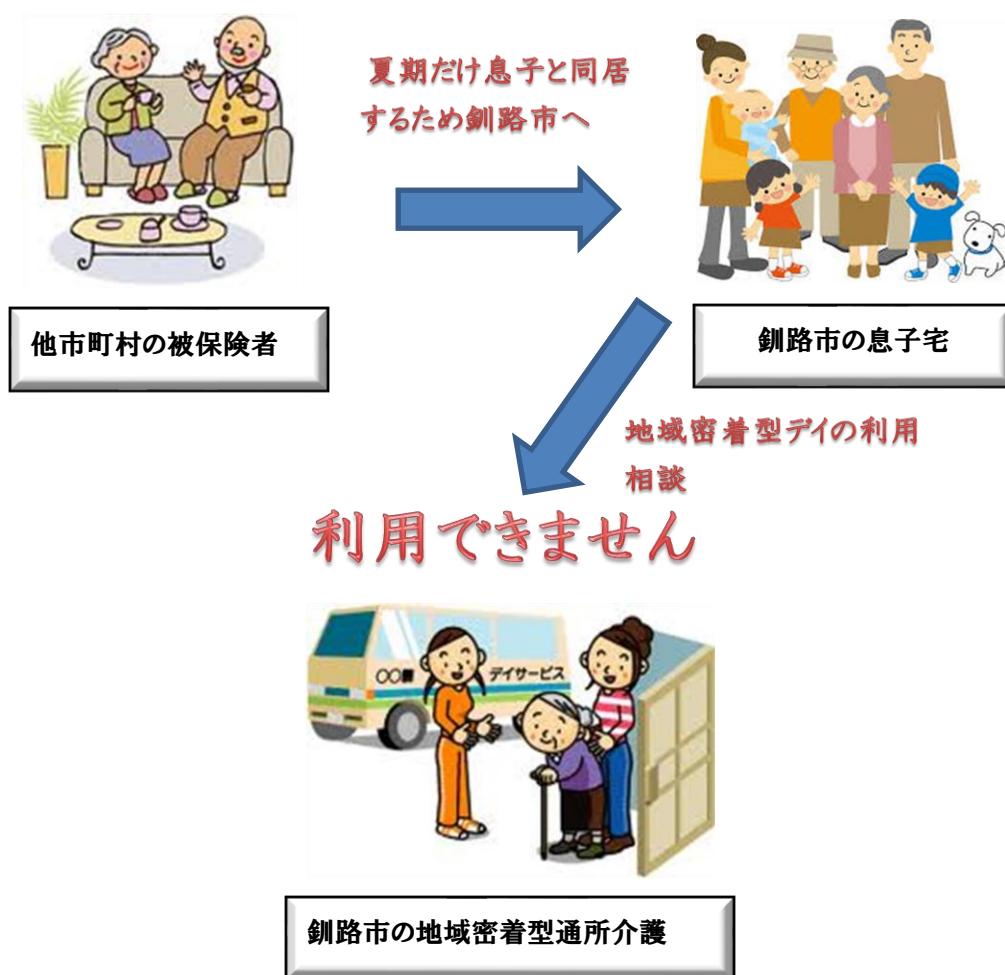 夏期だけ息子と同居
するため釧路市へ
他市町村の被保険者
釧路市の息子宅
地域密着型デイの利用
相談
利用できません
〇〇■ デイサービス
釧路市の地域密着型通所介護